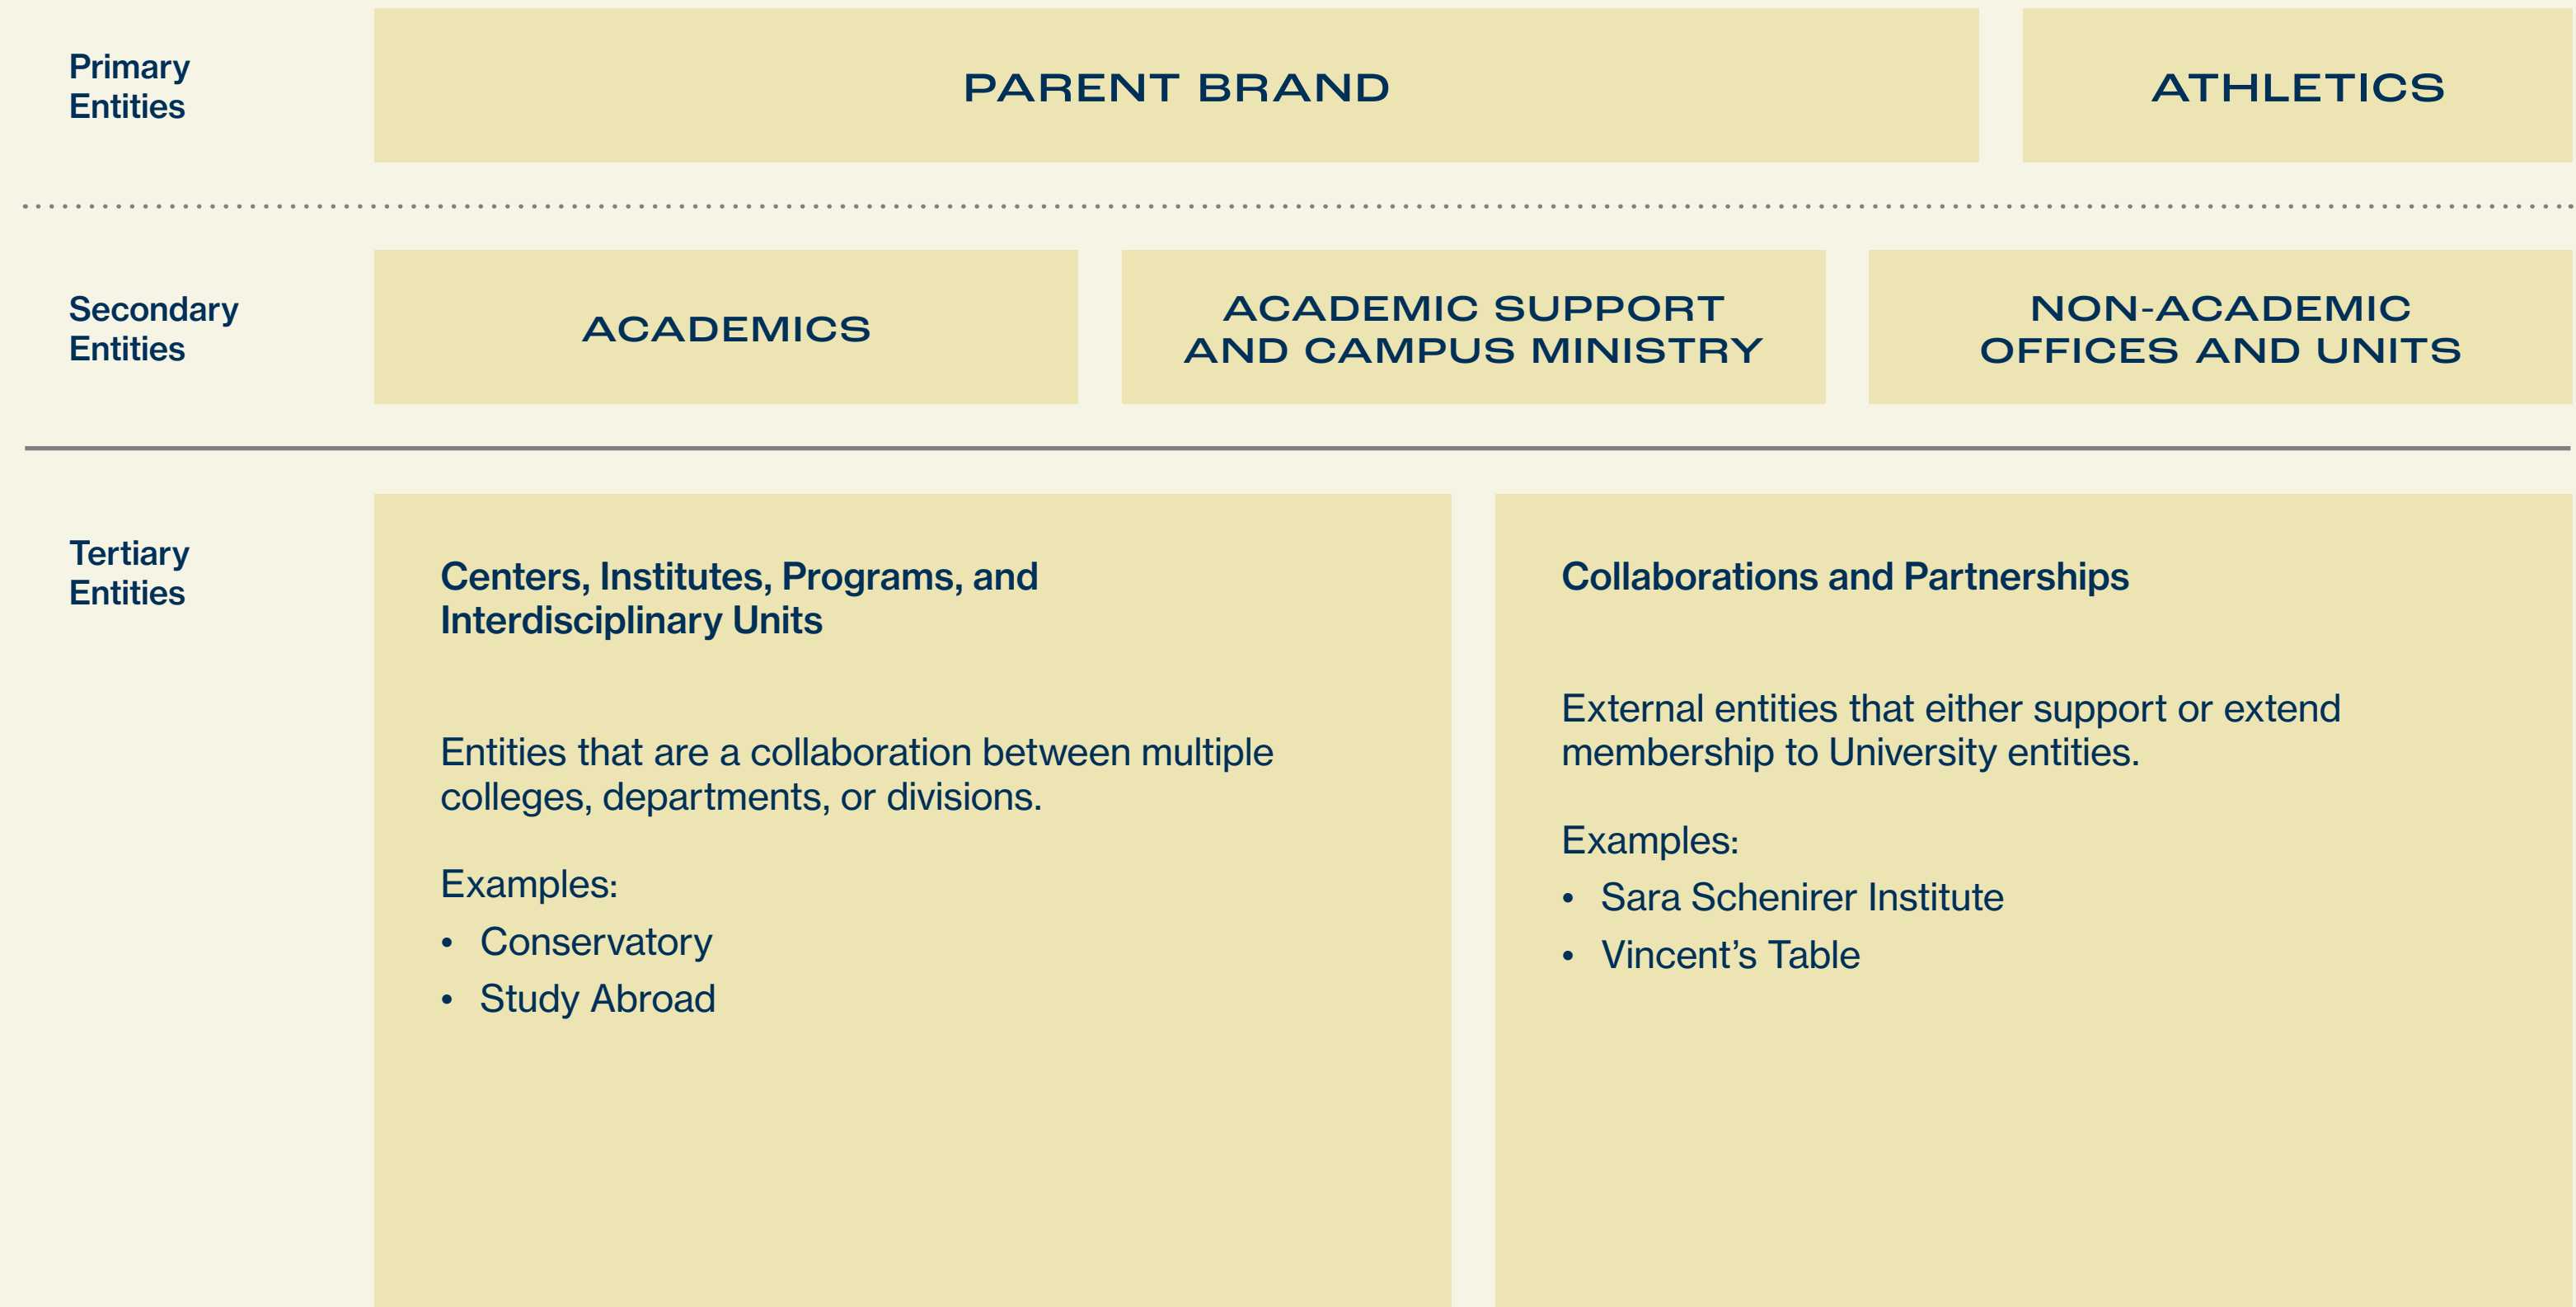 Primary
Entities
PARENT BRAND
ATHLETICS
Secondary
Entities
ACADEMICS
ACADEMIC SUPPORT
AND CAMPUS MINISTRY
NON-ACADEMIC
OFFICES AND UNITS
Tertiary
Entities
Centers, Institutes, Programs, and
Interdisciplinary Units
Entities that are a collaboration between multiple
colleges, departments, or divisions.
Examples:
• Conservatory
• Study Abroad
Collaborations and Partnerships
External entities that either support or extend
membership to University entities.
Examples:
• Sara Schenirer Institute
• Vincent’s Table